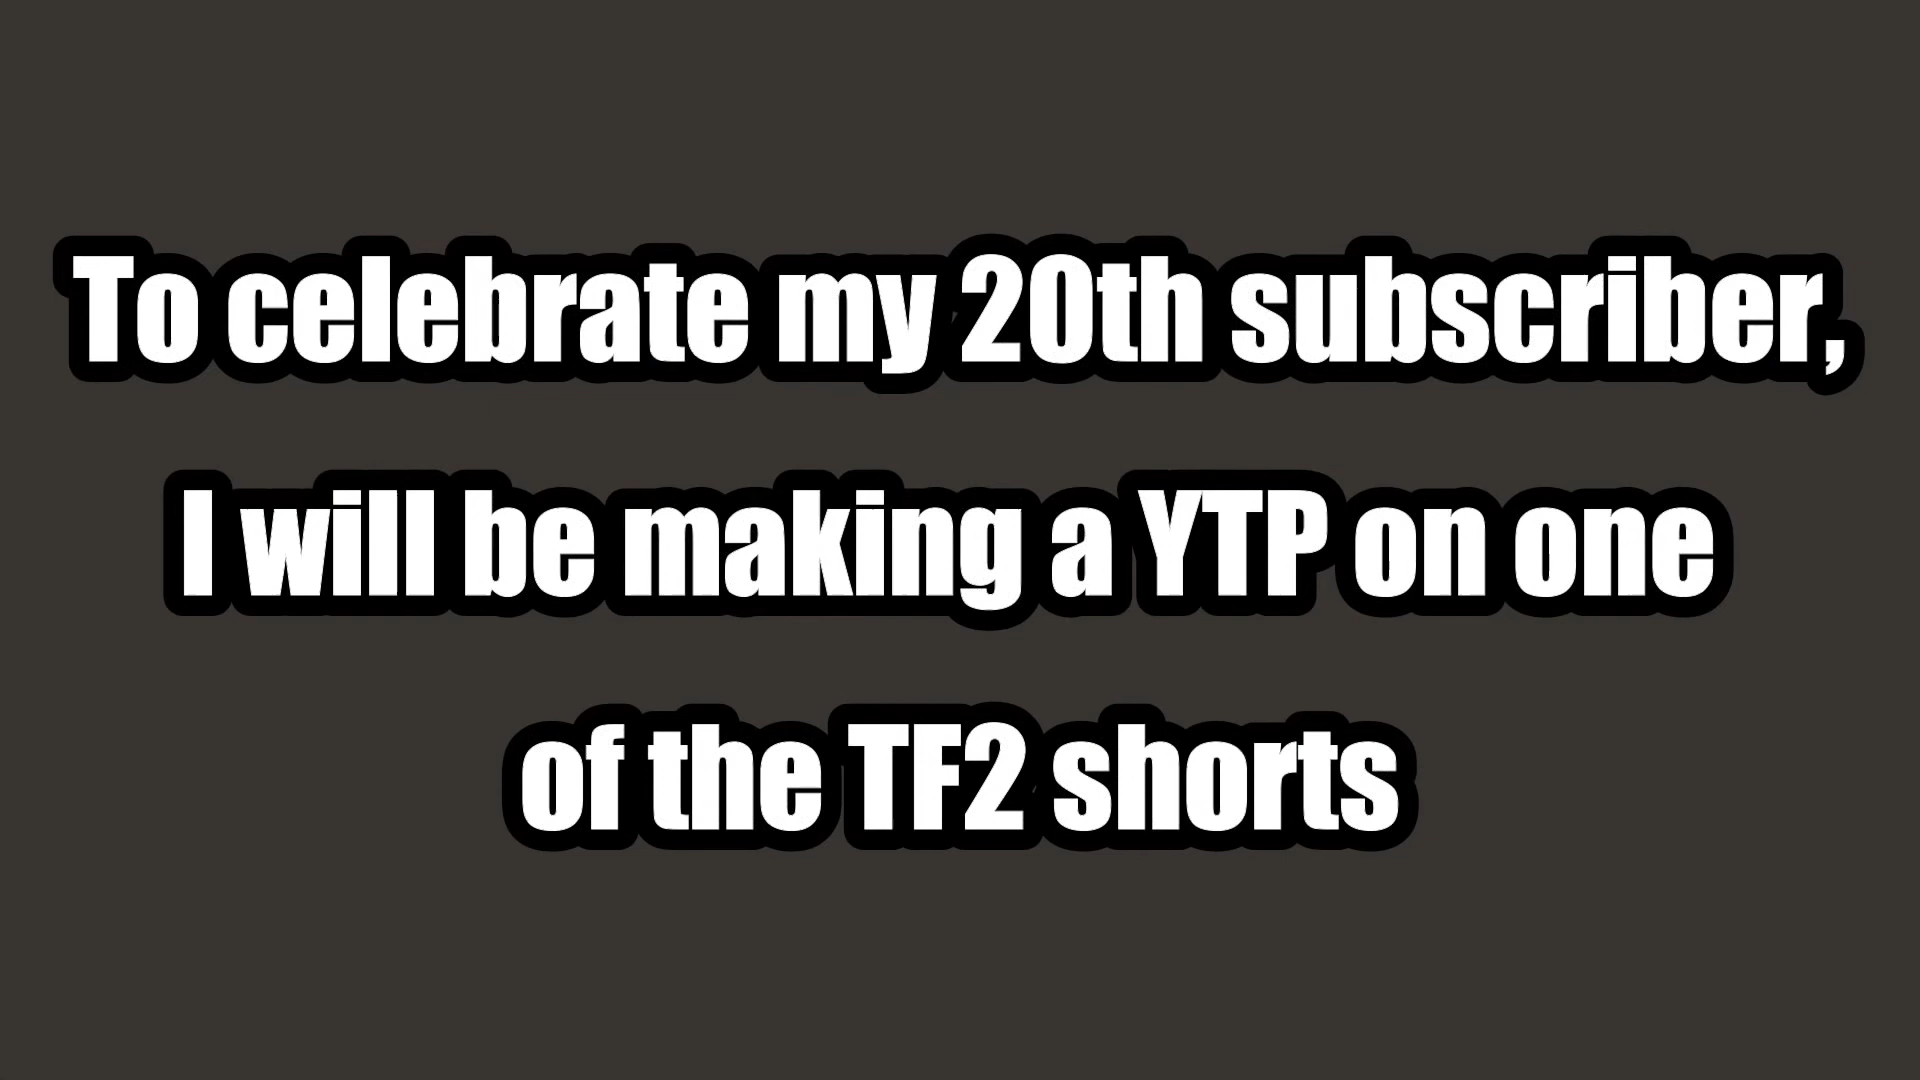 To celebrate my 20th subscriber,
I will be making a YTP on one
of the TF2 shorts